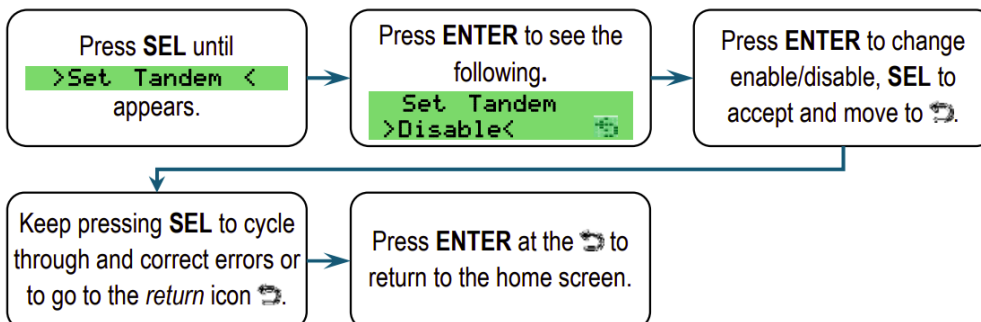 Press SEL until
>Set Tandem <
appears.
Press ENTER to see the
following.
Set Tandem
>Disable<
Press ENTER to change
enable/disable, SEL to
accept and move to ⮌.
Keep pressing SEL to cycle
through and correct errors or
to go to the return icon ⮌.
Press ENTER at the ⮌ to
return to the home screen.